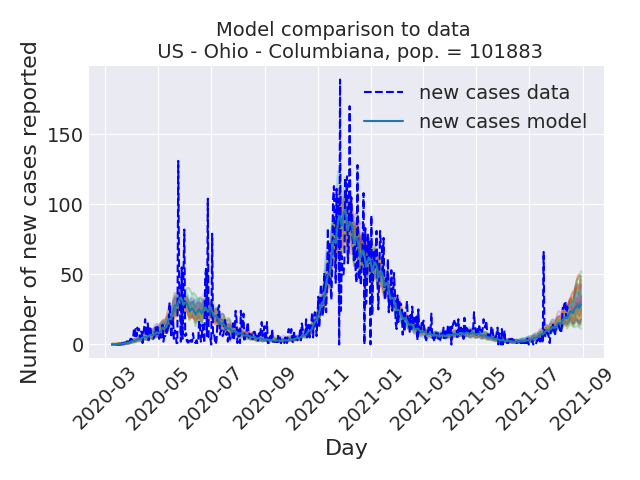 Model comparison to data
US - Ohio - Columbiana, pop. = 101883
Number of new cases reported
150
100
50
0
new cases data
new cases model
2020-03
2020-05
2020-07
2020-09
2020-11
2021-01
2021-03
2021-05
2021-07
2021-09
Day